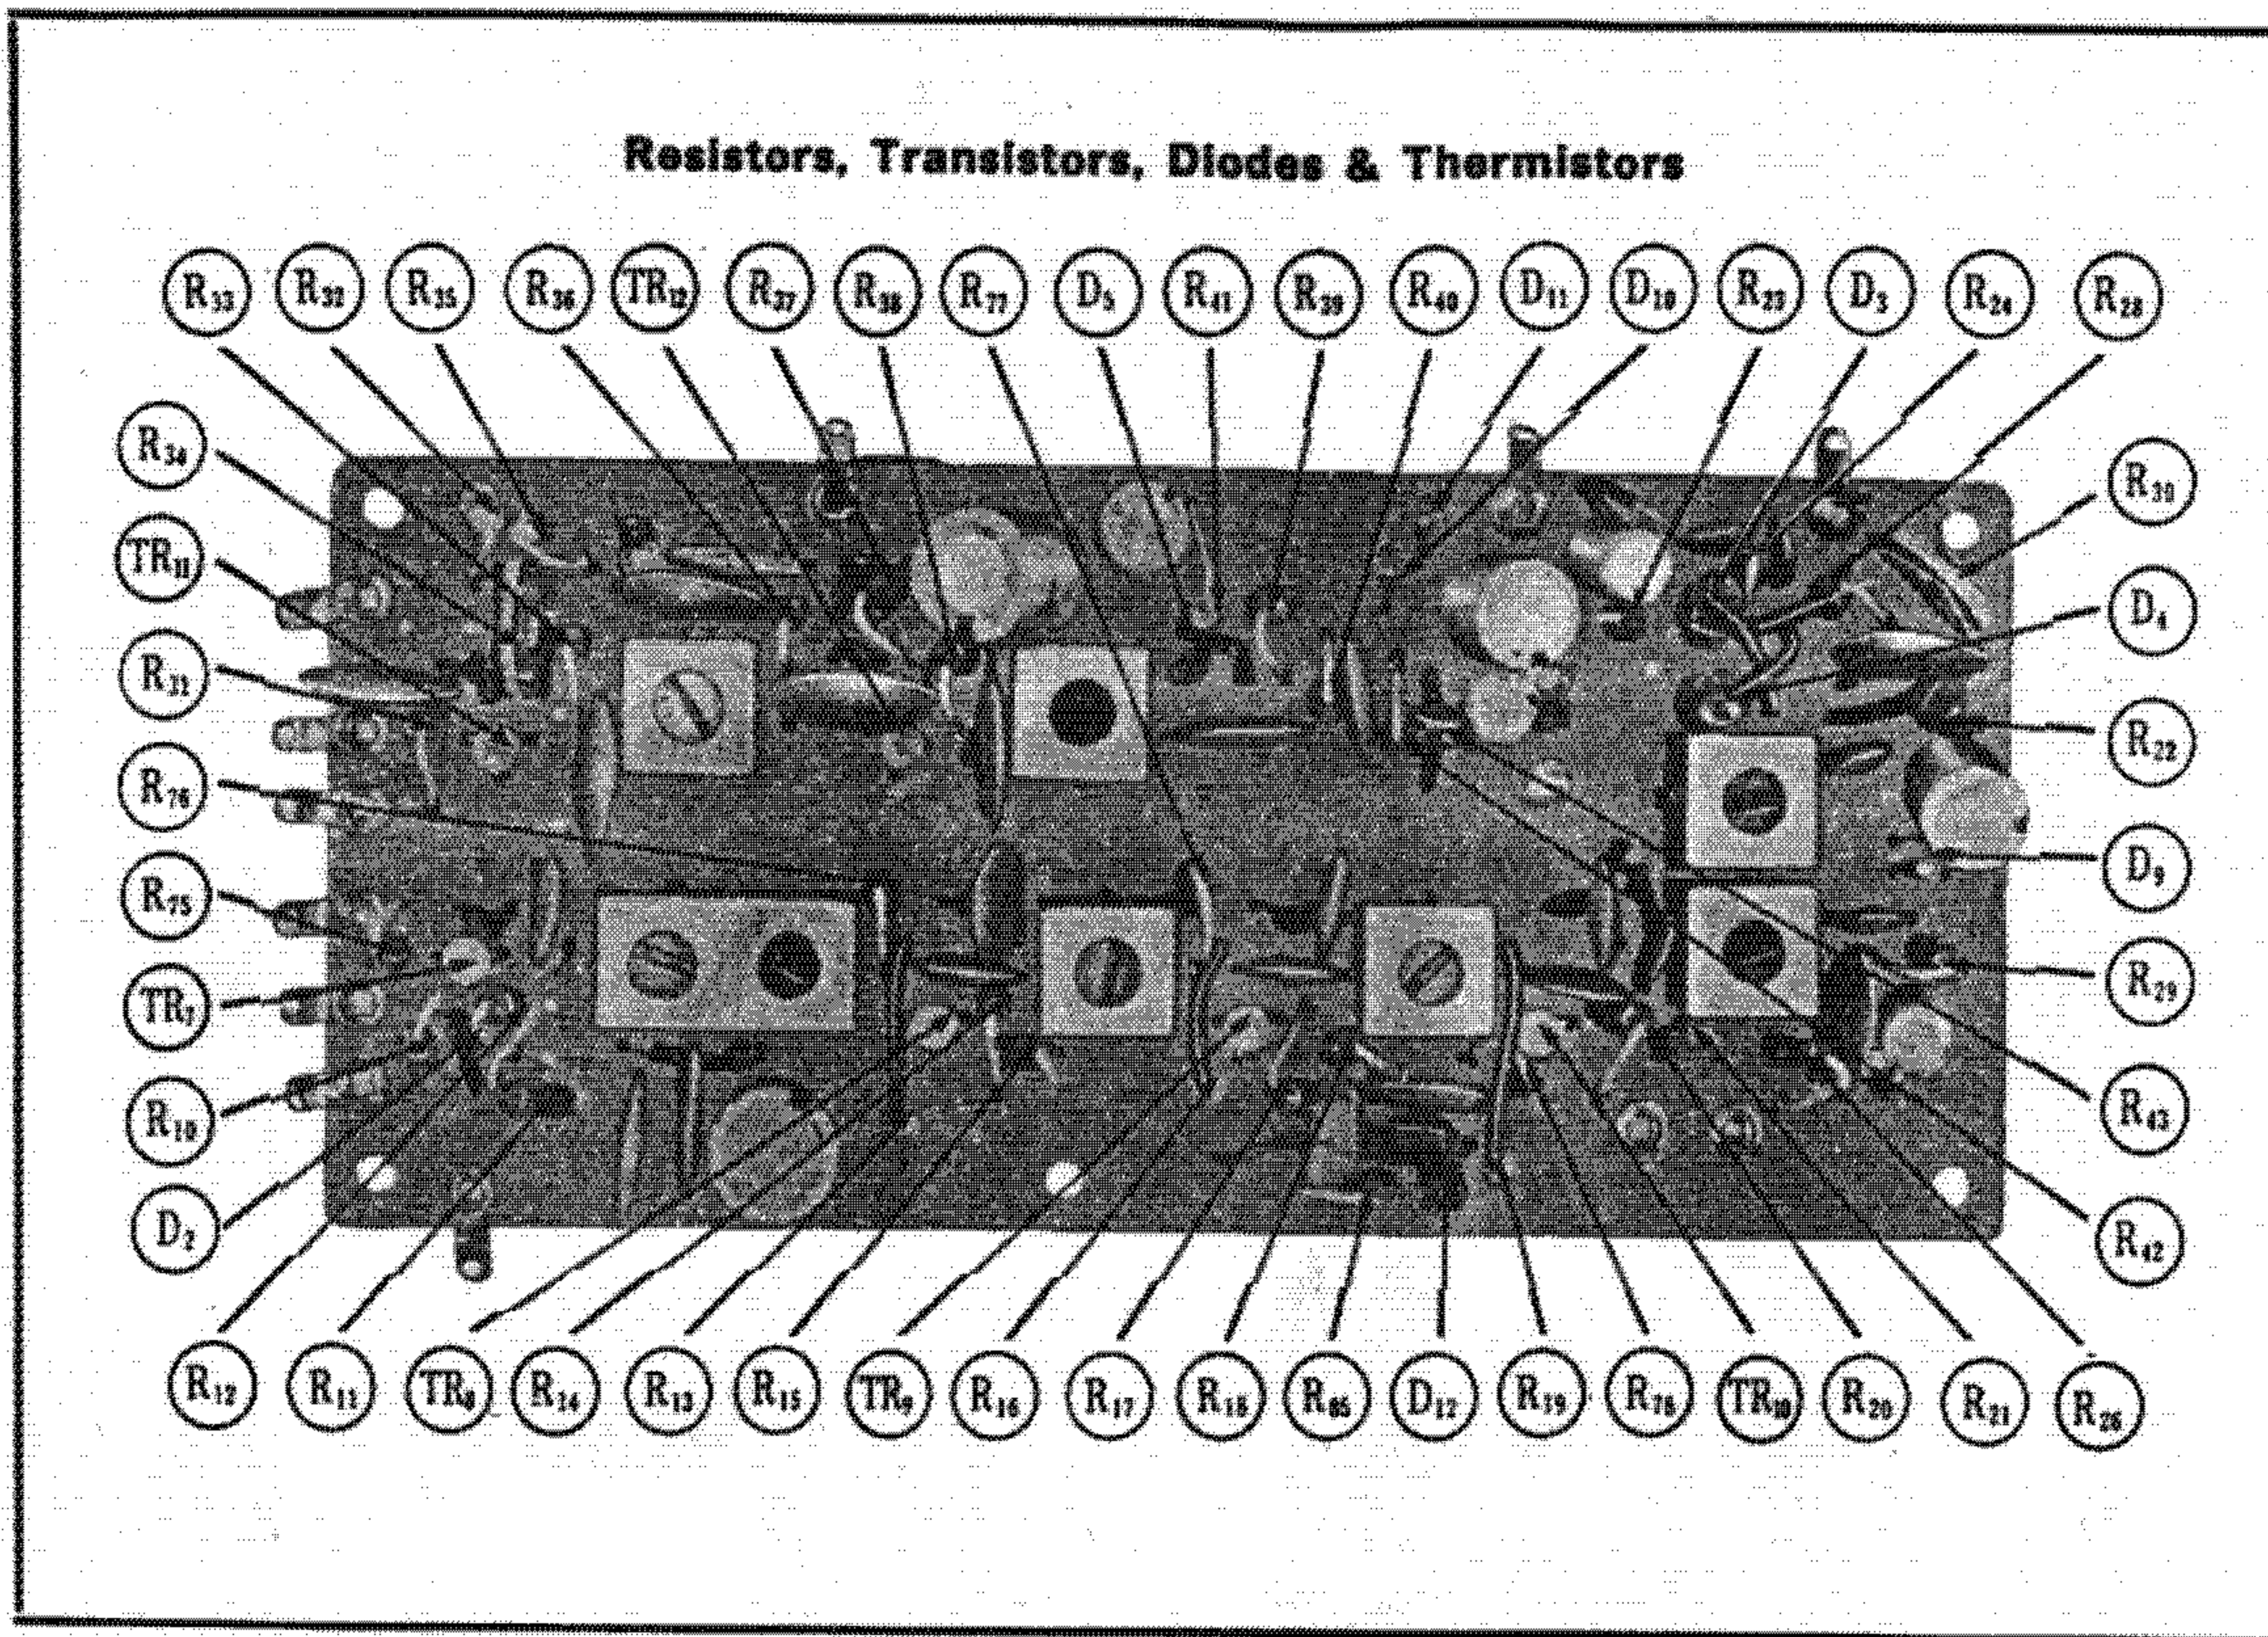 Resistors, Transistors, Diodes & Thermistors
R33 R32 R35 R36 TR12 R37 R38 R77 D5 R41 R39 R40 D11 D10 R23 D3 R24 R28
R34
R30
TR11
D4
R31
R22
R76
D9
R75
R29
TR7
R43
R10
R42
D2
R12 R11 TR8 R14 R13 R15 TR9 R16 R17 R18 R65 D12 R19 R78 TR10 R20 R21 R26